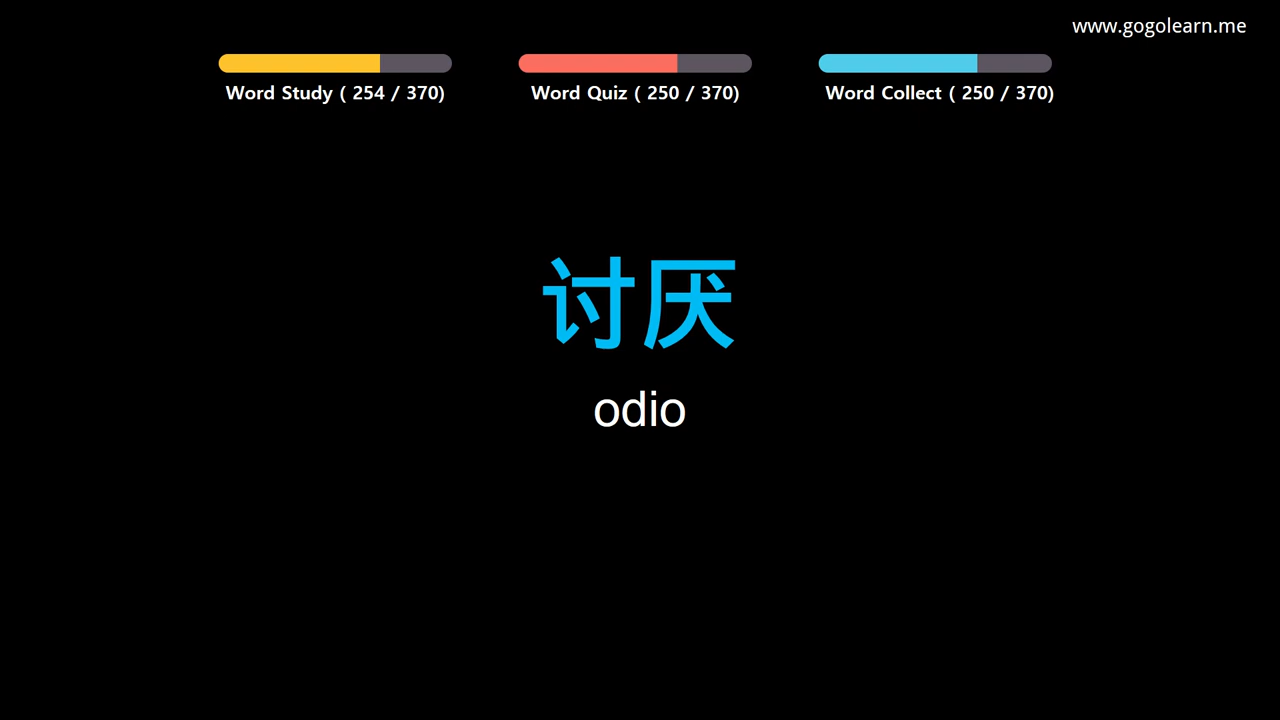 www.gogolearn.me
Word Study ( 254 / 370)
Word Quiz ( 250 / 370)
Word Collect ( 250 / 370)
讨厌
odio